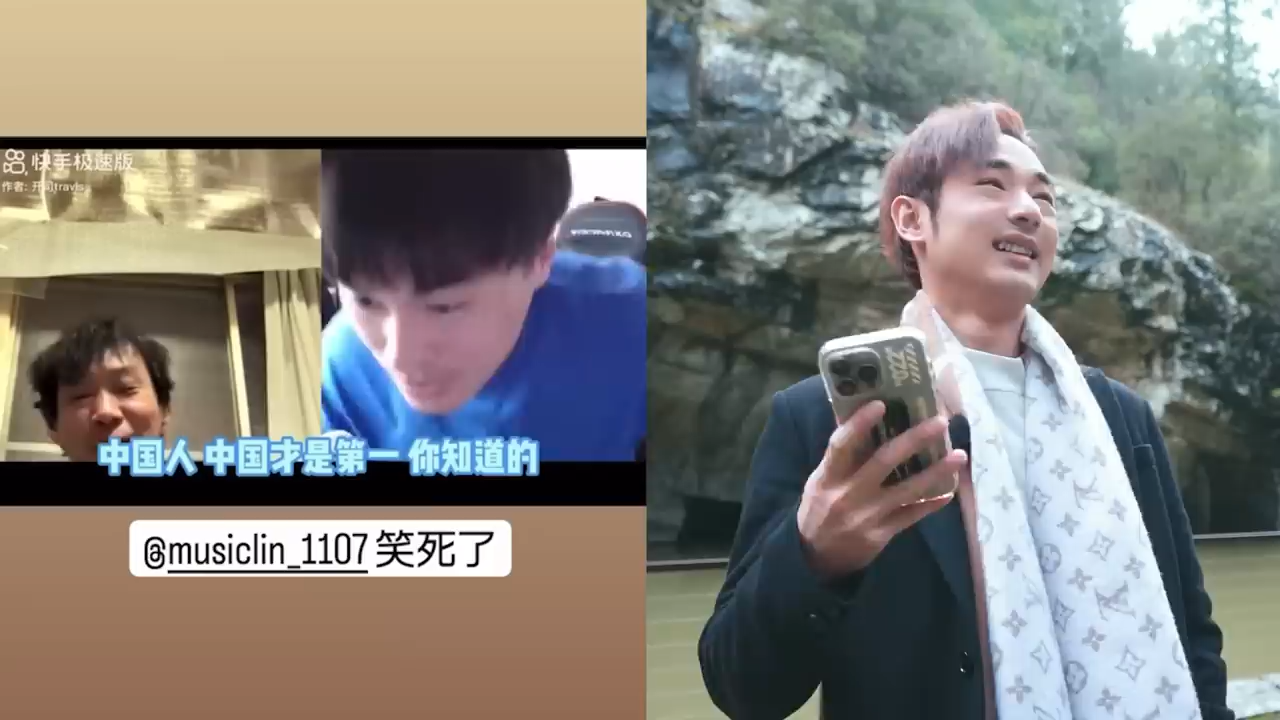 快手极速版
作者: 开司travis
中国人 中国才是第一 你知道的
@musiclin_1107 笑死了